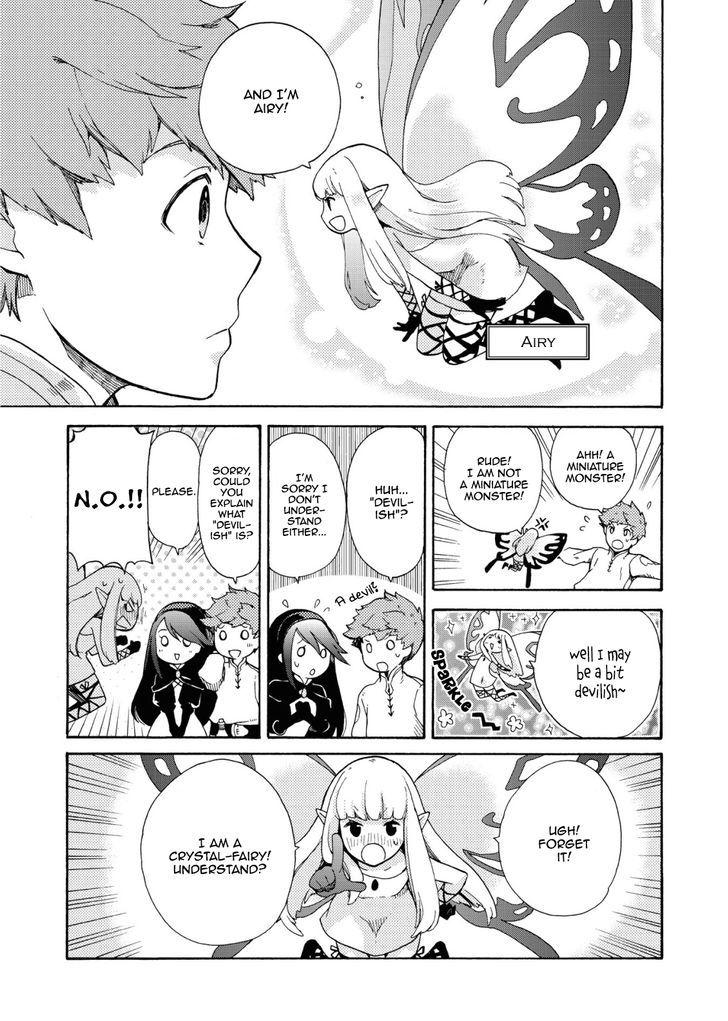 AND I'M
AIRY!
AIRY
AHH! A
MINIATURE
MONSTER!
RUDE!
I AM NOT
A MINIATURE
MONSTER!
well I may
be a bit
devilish~
SPARKLE
HUH...
"DEVIL-
ISH"?
I'M
SORRY I
DON'T
UNDER-
STAND
EITHER...
A devil?
SORRY,
COULD
YOU
EXPLAIN
WHAT
"DEVIL-
ISH" IS?
PLEASE.
N.O.!!
UGH!
FORGET
IT!
I AM A
CRYSTAL-FAIRY!
UNDERSTAND?